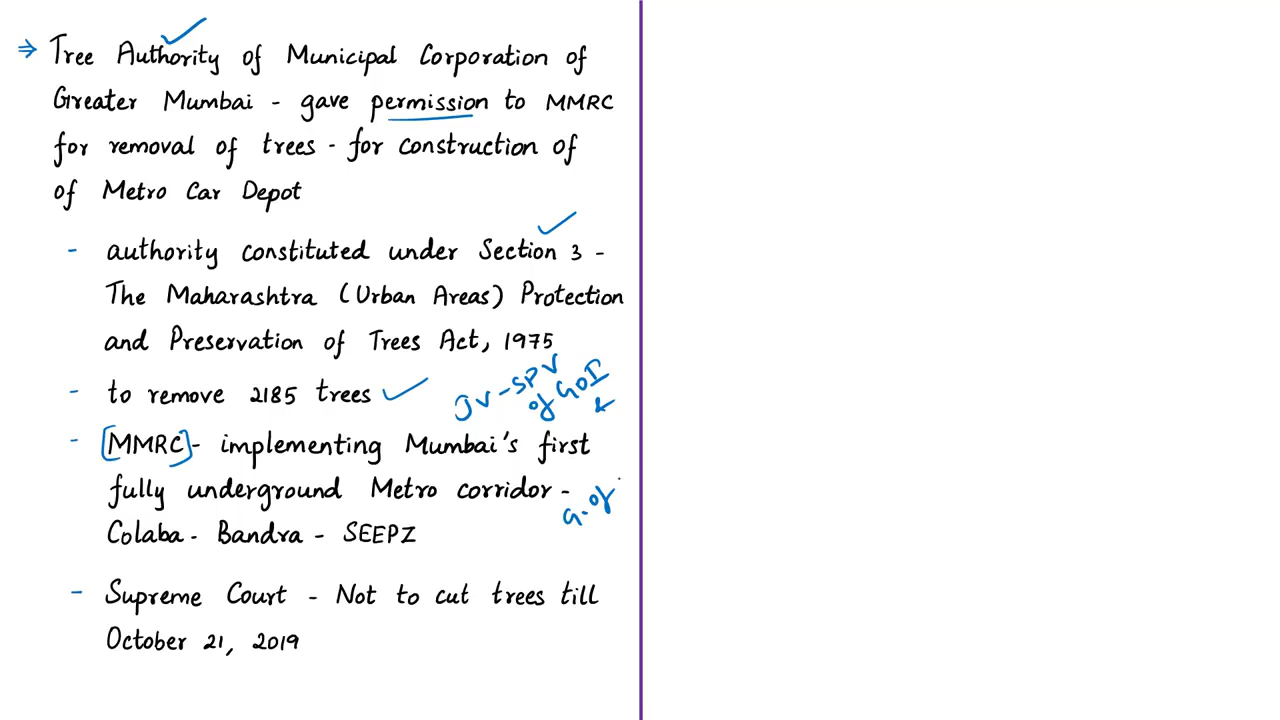 ⇒ Tree Authority of Municipal Corporation of
Greater Mumbai - gave permission to MMRC
for removal of trees - for construction of
of Metro Car Depot
- authority constituted under Section 3 -
The Maharashtra (Urban Areas) Protection
and Preservation of Trees Act, 1975
- to remove 2185 trees
JV - SPV
of GOI
&
- [MMRC] - implementing Mumbai's first
fully underground Metro corridor -
G. of
Colaba - Bandra - SEEPZ
- Supreme Court - Not to cut trees till
October 21, 2019